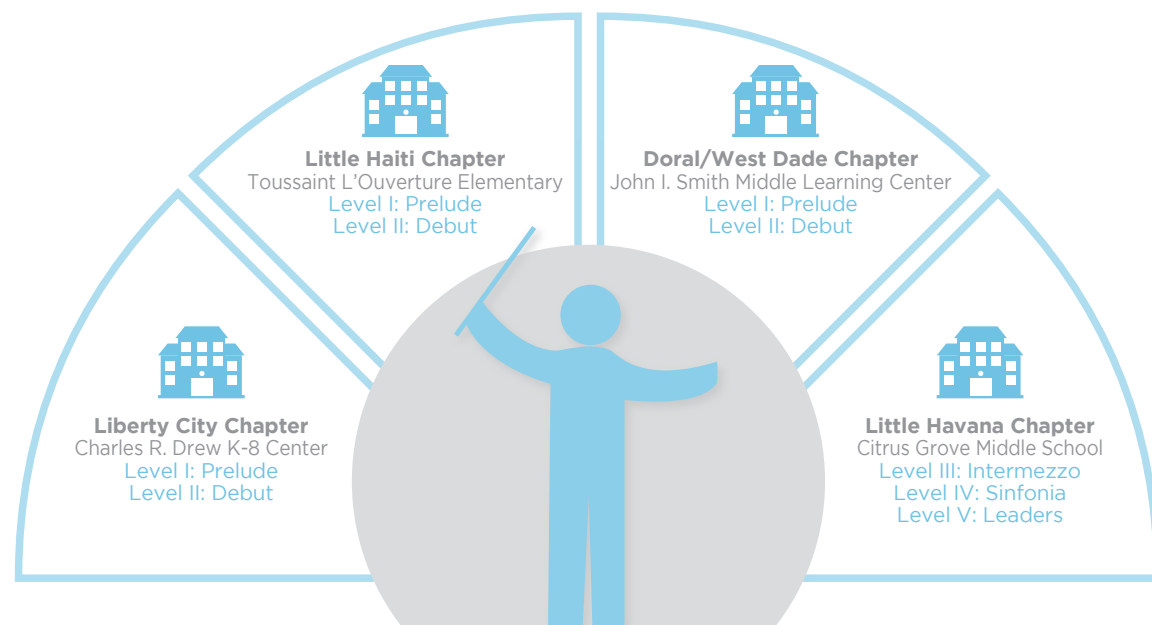 Little Haiti Chapter
Toussaint L’Ouverture Elementary
Level I: Prelude
Level II: Debut
Doral/West Dade Chapter
John I. Smith Middle Learning Center
Level I: Prelude
Level II: Debut
Liberty City Chapter
Charles R. Drew K-8 Center
Level I: Prelude
Level II: Debut
Little Havana Chapter
Citrus Grove Middle School
Level III: Intermezzo
Level IV: Sinfonia
Level V: Leaders